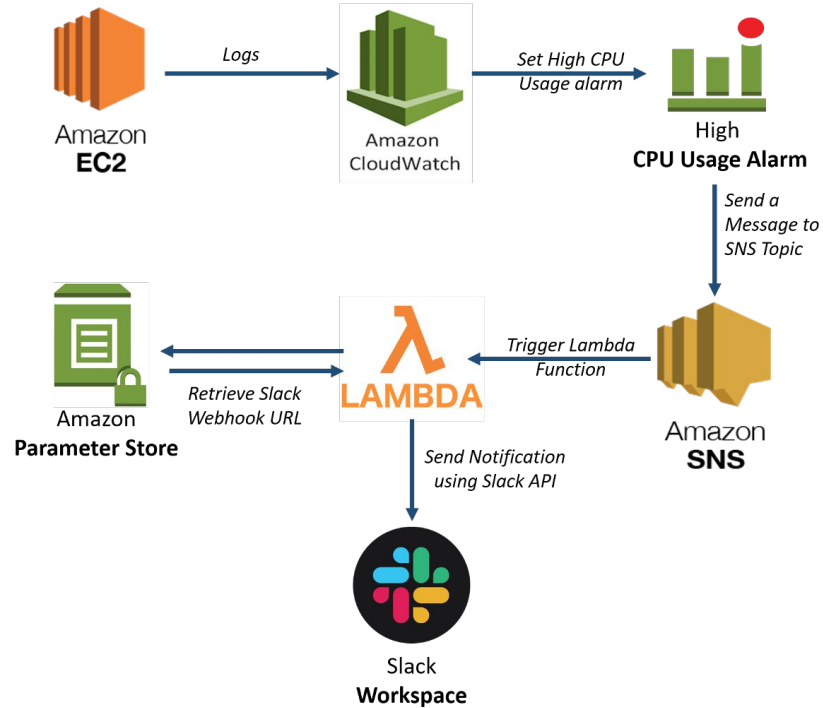 Logs
Set High CPU
Usage alarm
Amazon
EC2
Amazon
CloudWatch
High
CPU Usage Alarm
Send a
Message to
SNS Topic
Trigger Lambda
Function
LAMBDA
Retrieve Slack
Webhook URL
Amazon
Parameter Store
Amazon
SNS
Send Notification
using Slack API
Slack
Workspace